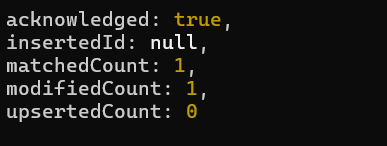 acknowledged: true,
insertedId: null,
matchedCount: 1,
modifiedCount: 1,
upsertedCount: 0